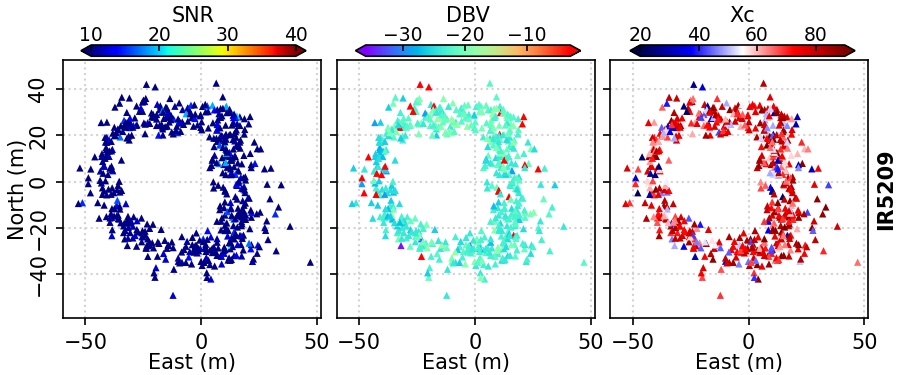 SNR
10 20 30 40
DBV
−30 −20 −10
Xc
20 40 60 80
North (m)
40
20
0
−20
−40
−50 0 50
East (m)
−50 0 50
East (m)
−50 0 50
East (m)
IR5209